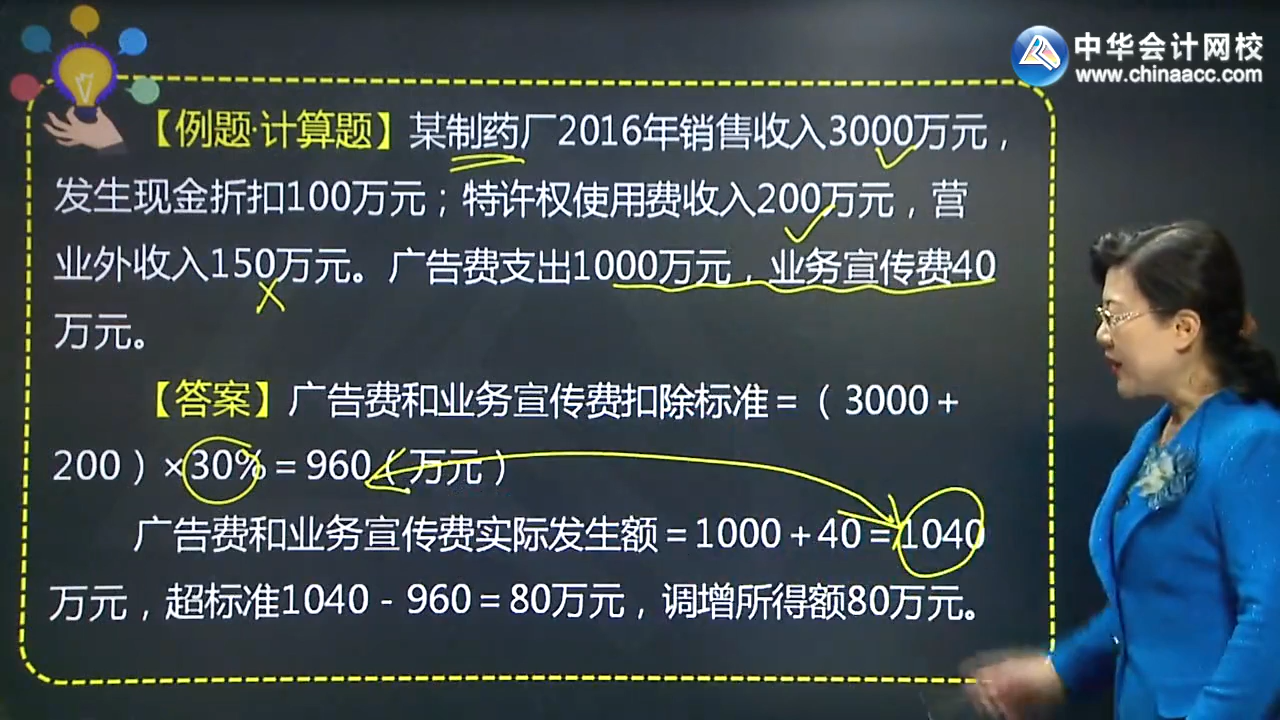 中华会计网校
www.chinaacc.com
【例题·计算题】某制药厂2016年销售收入3000万元，
发生现金折扣100万元；特许权使用费收入200万元，营
业外收入150万元。广告费支出1000万元，业务宣传费40
万元。
【答案】广告费和业务宣传费扣除标准＝（3000＋
200）×30%＝960（万元）
广告费和业务宣传费实际发生额＝1000＋40＝1040
万元，超标准1040－960＝80万元，调增所得额80万元。